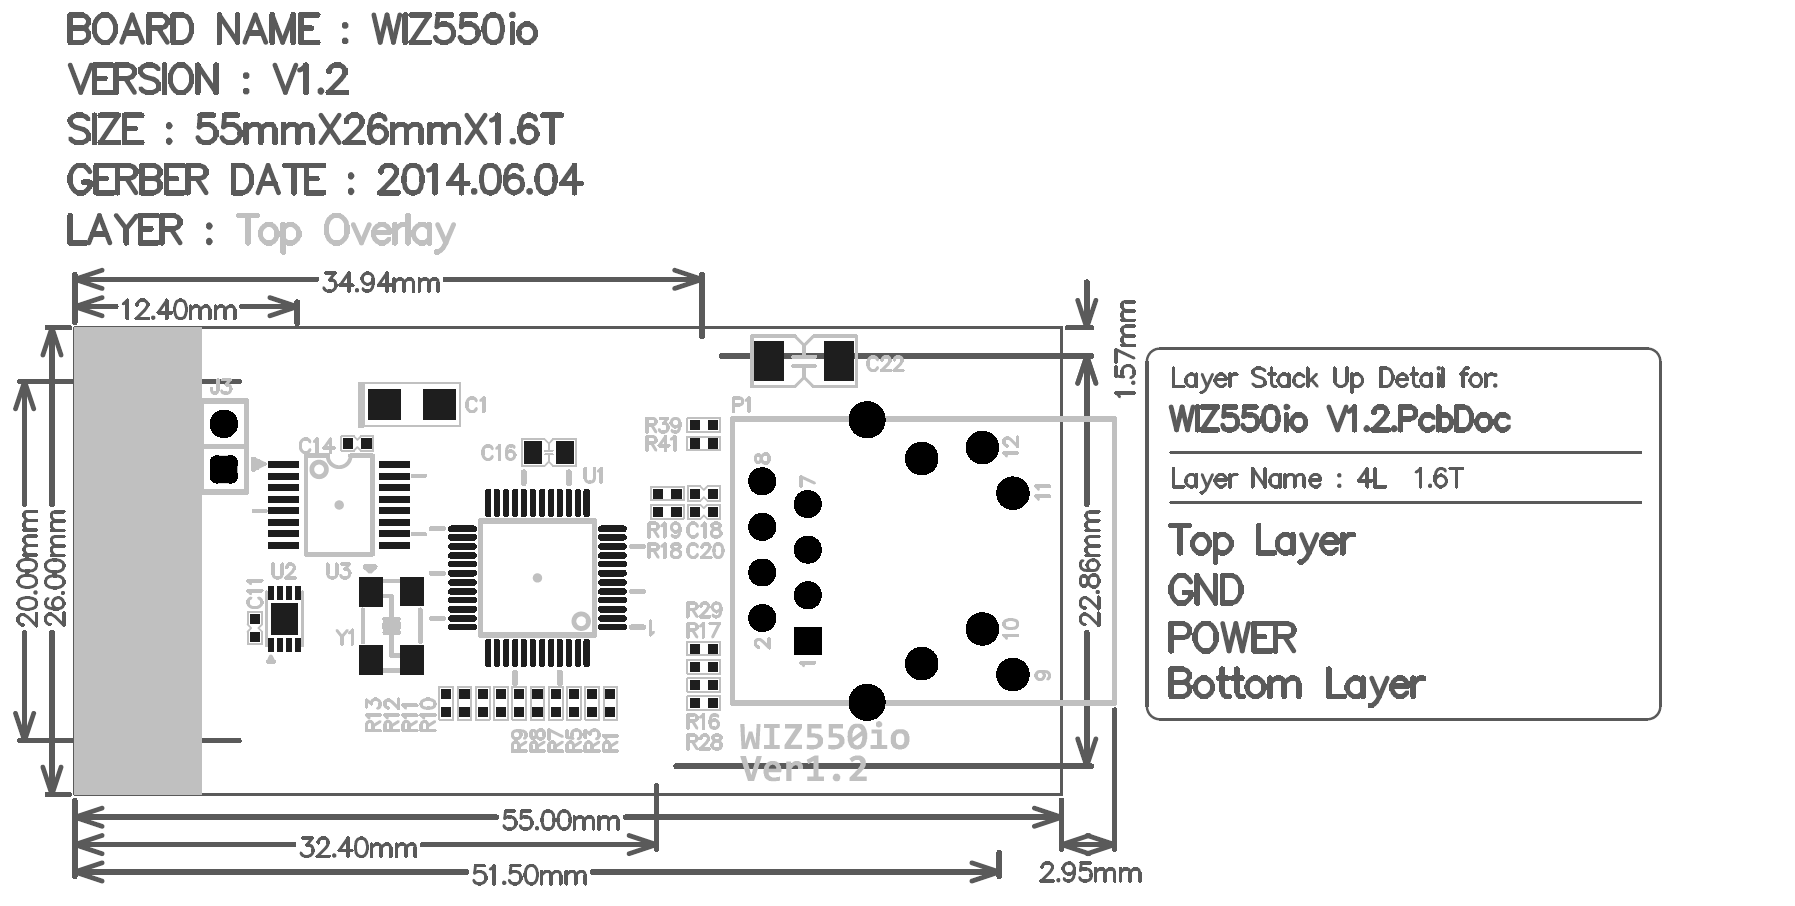 BOARD NAME : WIZ550io
VERSION : V1.2
SIZE : 55mmX26mmX1.6T
GERBER DATE : 2014.06.04
LAYER : Top Overlay
34.94mm
12.40mm
1.57mm
C22
J3
C1
P1
R39
R41
C14
C16
U1
8
7
12
11
R19 C18
R18 C20
20.00mm
26.00mm
22.86mm
U2
U3
C11
Y1
1
R29
R17
2
1
10
9
R13
R12
R11
R10
R9
R8
R7
R5
R3
R1
R16
R28
WIZ550io
Ver1.2
55.00mm
32.40mm
51.50mm
2.95mm
Layer Stack Up Detail for:
WIZ550io V1.2.PcbDoc
Layer Name : 4L 1.6T
Top Layer
GND
POWER
Bottom Layer